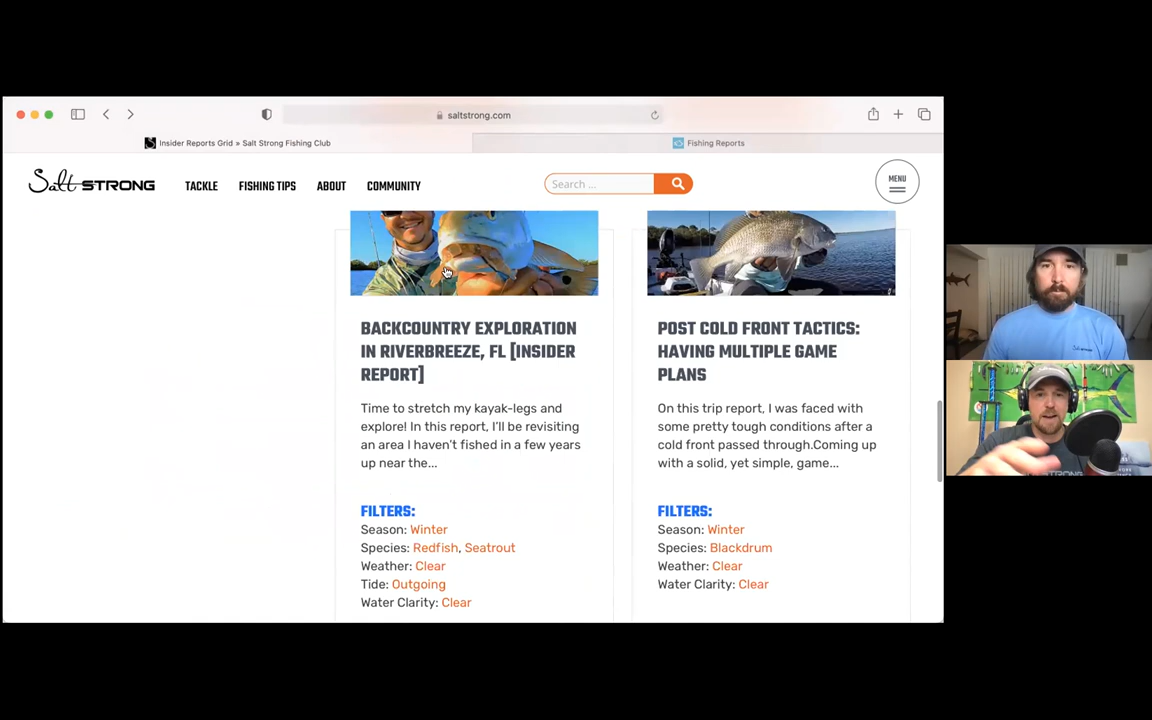 saltstrong.com
Insider Reports Grid » Salt Strong Fishing Club
Fishing Reports
Salt STRONG
TACKLE
FISHING TIPS
ABOUT
COMMUNITY
Search ...
MENU
BACKCOUNTRY EXPLORATION
IN RIVERBREEZE, FL [INSIDER
REPORT]
Time to stretch my kayak-legs and
explore! In this report, I'll be revisiting
an area I haven't fished in a few years
up near the...
FILTERS:
Season: Winter
Species: Redfish, Seatrout
Weather: Clear
Tide: Outgoing
Water Clarity: Clear
POST COLD FRONT TACTICS:
HAVING MULTIPLE GAME
PLANS
On this trip report, I was faced with
some pretty tough conditions after a
cold front passed through.Coming up
with a solid, yet simple, game...
FILTERS:
Season: Winter
Species: Blackdrum
Weather: Clear
Water Clarity: Clear